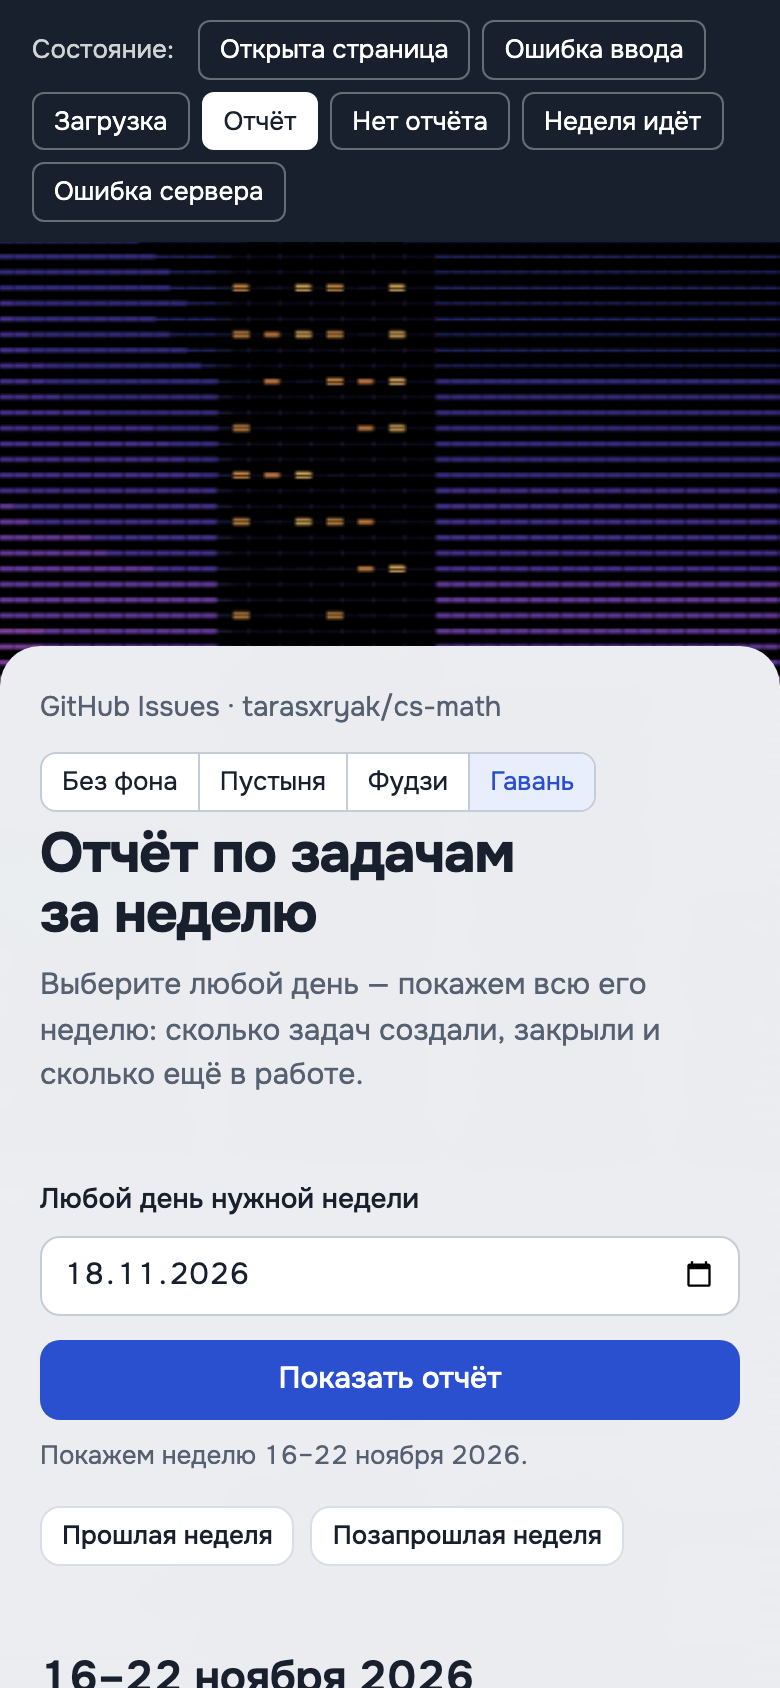 Состояние: Открыта страница Ошибка ввода
Загрузка Отчёт Нет отчёта Неделя идёт
Ошибка сервера
GitHub Issues · tarasxryak/cs-math
Без фона Пустыня Фудзи Гавань
Отчёт по задачам
за неделю
Выберите любой день — покажем всю его
неделю: сколько задач создали, закрыли и
сколько ещё в работе.
Любой день нужной недели
18.11.2026
Показать отчёт
Покажем неделю 16–22 ноября 2026.
Прошлая неделя Позапрошлая неделя
16–22 ноября 2026